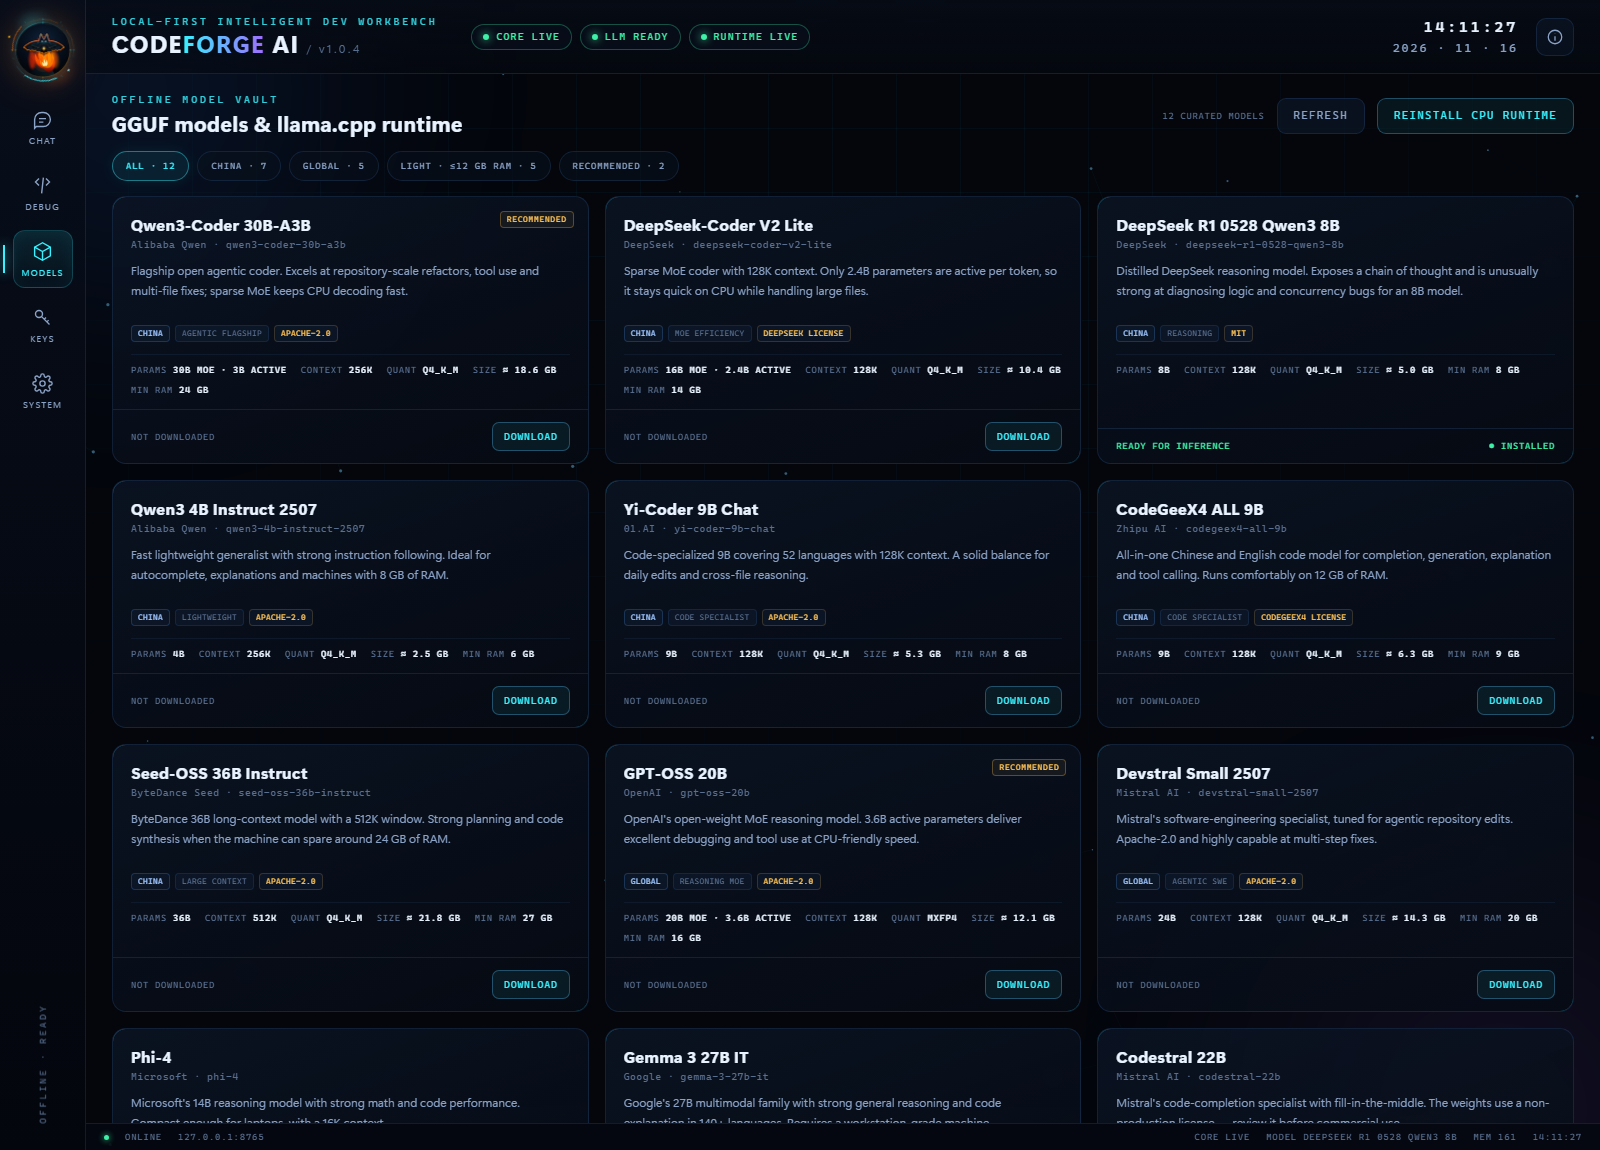 LOCAL-FIRST INTELLIGENT DEV WORKBENCH
CODEFORGE AI / v1.0.4
CORE LIVE
LLM READY
RUNTIME LIVE
14:11:27
2026 · 11 · 16
CHAT
DEBUG
MODELS
KEYS
SYSTEM
OFFLINE · READY
OFFLINE MODEL VAULT
GGUF models & llama.cpp runtime
12 CURATED MODELS
REFRESH
REINSTALL CPU RUNTIME
ALL · 12
CHINA · 7
GLOBAL · 5
LIGHT · ≤12 GB RAM · 5
RECOMMENDED · 2
Qwen3-Coder 30B-A3B
RECOMMENDED
Alibaba Qwen · qwen3-coder-30b-a3b
Flagship open agentic coder. Excels at repository-scale refactors, tool use and
multi-file fixes; sparse MoE keeps CPU decoding fast.
CHINA AGENTIC FLAGSHIP APACHE-2.0
PARAMS 30B MOE · 3B ACTIVE CONTEXT 256K QUANT Q4_K_M SIZE ≈ 18.6 GB
MIN RAM 24 GB
NOT DOWNLOADED
DOWNLOAD
DeepSeek-Coder V2 Lite
DeepSeek · deepseek-coder-v2-lite
Sparse MoE coder with 128K context. Only 2.4B parameters are active per token, so
it stays quick on CPU while handling large files.
CHINA MOE EFFICIENCY DEEPSEEK LICENSE
PARAMS 16B MOE · 2.4B ACTIVE CONTEXT 128K QUANT Q4_K_M SIZE ≈ 10.4 GB
MIN RAM 14 GB
NOT DOWNLOADED
DOWNLOAD
DeepSeek R1 0528 Qwen3 8B
DeepSeek · deepseek-r1-0528-qwen3-8b
Distilled DeepSeek reasoning model. Exposes a chain of thought and is unusually
strong at diagnosing logic and concurrency bugs for an 8B model.
CHINA REASONING MIT
PARAMS 8B CONTEXT 128K QUANT Q4_K_M SIZE ≈ 5.0 GB MIN RAM 8 GB
READY FOR INFERENCE
INSTALLED
Qwen3 4B Instruct 2507
Alibaba Qwen · qwen3-4b-instruct-2507
Fast lightweight generalist with strong instruction following. Ideal for
autocomplete, explanations and machines with 8 GB of RAM.
CHINA LIGHTWEIGHT APACHE-2.0
PARAMS 4B CONTEXT 256K QUANT Q4_K_M SIZE ≈ 2.5 GB MIN RAM 6 GB
NOT DOWNLOADED
DOWNLOAD
Yi-Coder 9B Chat
01.AI · yi-coder-9b-chat
Code-specialized 9B covering 52 languages with 128K context. A solid balance for
daily edits and cross-file reasoning.
CHINA CODE SPECIALIST APACHE-2.0
PARAMS 9B CONTEXT 128K QUANT Q4_K_M SIZE ≈ 5.3 GB MIN RAM 8 GB
NOT DOWNLOADED
DOWNLOAD
CodeGeeX4 ALL 9B
Zhipu AI · codegeex4-all-9b
All-in-one Chinese and English code model for completion, generation, explanation
and tool calling. Runs comfortably on 12 GB of RAM.
CHINA CODE SPECIALIST CODEGEEX4 LICENSE
PARAMS 9B CONTEXT 128K QUANT Q4_K_M SIZE ≈ 6.3 GB MIN RAM 9 GB
NOT DOWNLOADED
DOWNLOAD
Seed-OSS 36B Instruct
ByteDance Seed · seed-oss-36b-instruct
ByteDance 36B long-context model with a 512K window. Strong planning and code
synthesis when the machine can spare around 24 GB of RAM.
CHINA LARGE CONTEXT APACHE-2.0
PARAMS 36B CONTEXT 512K QUANT Q4_K_M SIZE ≈ 21.8 GB MIN RAM 27 GB
NOT DOWNLOADED
DOWNLOAD
GPT-OSS 20B
RECOMMENDED
OpenAI · gpt-oss-20b
OpenAI's open-weight MoE reasoning model. 3.6B active parameters deliver
excellent debugging and tool use at CPU-friendly speed.
GLOBAL REASONING MOE APACHE-2.0
PARAMS 20B MOE · 3.6B ACTIVE CONTEXT 128K QUANT MXFP4 SIZE ≈ 12.1 GB
MIN RAM 16 GB
NOT DOWNLOADED
DOWNLOAD
Devstral Small 2507
Mistral AI · devstral-small-2507
Mistral's software-engineering specialist, tuned for agentic repository edits.
Apache-2.0 and highly capable at multi-step fixes.
GLOBAL AGENTIC SWE APACHE-2.0
PARAMS 24B CONTEXT 128K QUANT Q4_K_M SIZE ≈ 14.3 GB MIN RAM 20 GB
NOT DOWNLOADED
DOWNLOAD
Phi-4
Microsoft · phi-4
Microsoft's 14B reasoning model with strong math and code performance.
Compact enough for laptops, with a 16K context.
Gemma 3 27B IT
Google · gemma-3-27b-it
Google's 27B multimodal family with strong general reasoning and code
explanation in 140+ languages. Requires a workstation-grade machine.
Codestral 22B
Mistral AI · codestral-22b
Mistral's code-completion specialist with fill-in-the-middle. The weights use a non-
production license — review it before commercial use.
ONLINE 127.0.0.1:8765
CORE LIVE MODEL DEEPSEEK R1 0528 QWEN3 8B MEM 161 14:11:27